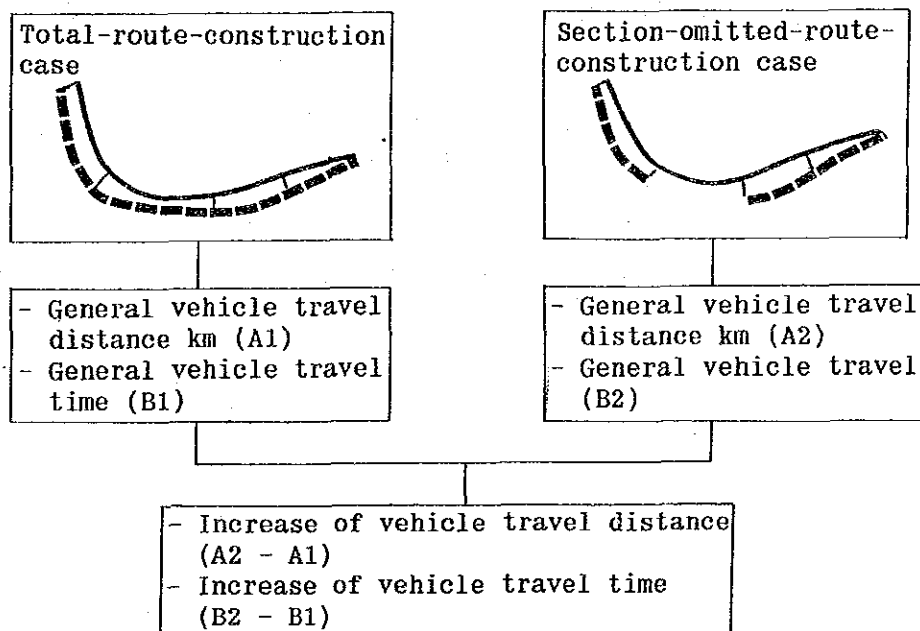 Total-route-construction
case
Section-omitted-route-
construction case
- General vehicle travel
distance km (A1)
- General vehicle travel
time (B1)
- General vehicle travel
distance km (A2)
- General vehicle travel
(B2)
- Increase of vehicle travel distance
(A2 - A1)
- Increase of vehicle travel time
(B2 - B1)